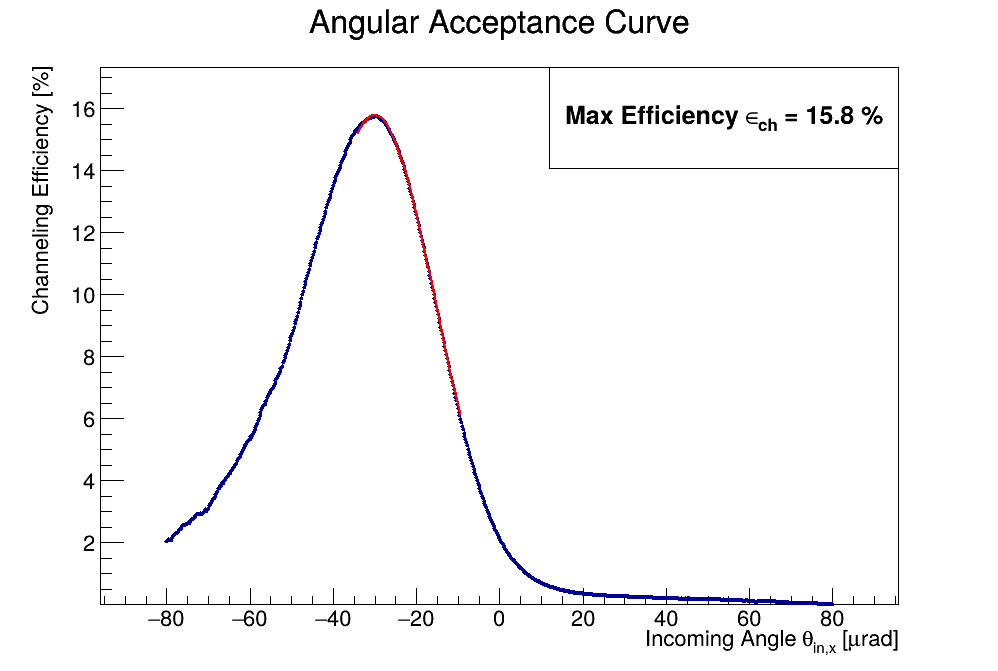 Angular Acceptance Curve
Channeling Efficiency [%]
16
14
12
10
8
6
4
2
Max Efficiency ϵch = 15.8 %
−80 −60 −40 −20 0 20 40 60 80
Incoming Angle θin,x [μrad]